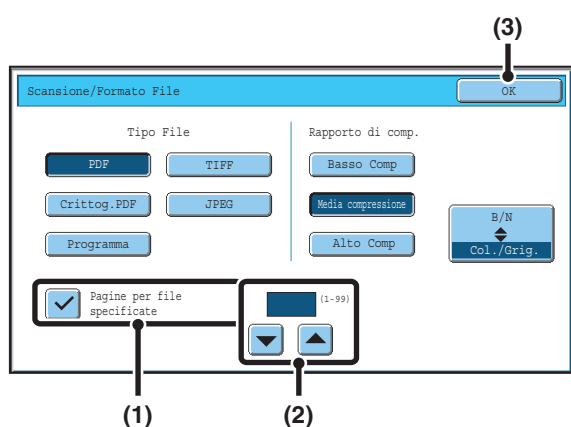 (3)
Scansione/Formato File
OK
Tipo File
Rapporto di comp.
PDF
TIFF
Basso Comp
Crittog.PDF
JPEG
Media compressione
B/N
Col./Grig.
Programma
Alto Comp
Pagine per file
specificate
(1-99)
(1)
(2)